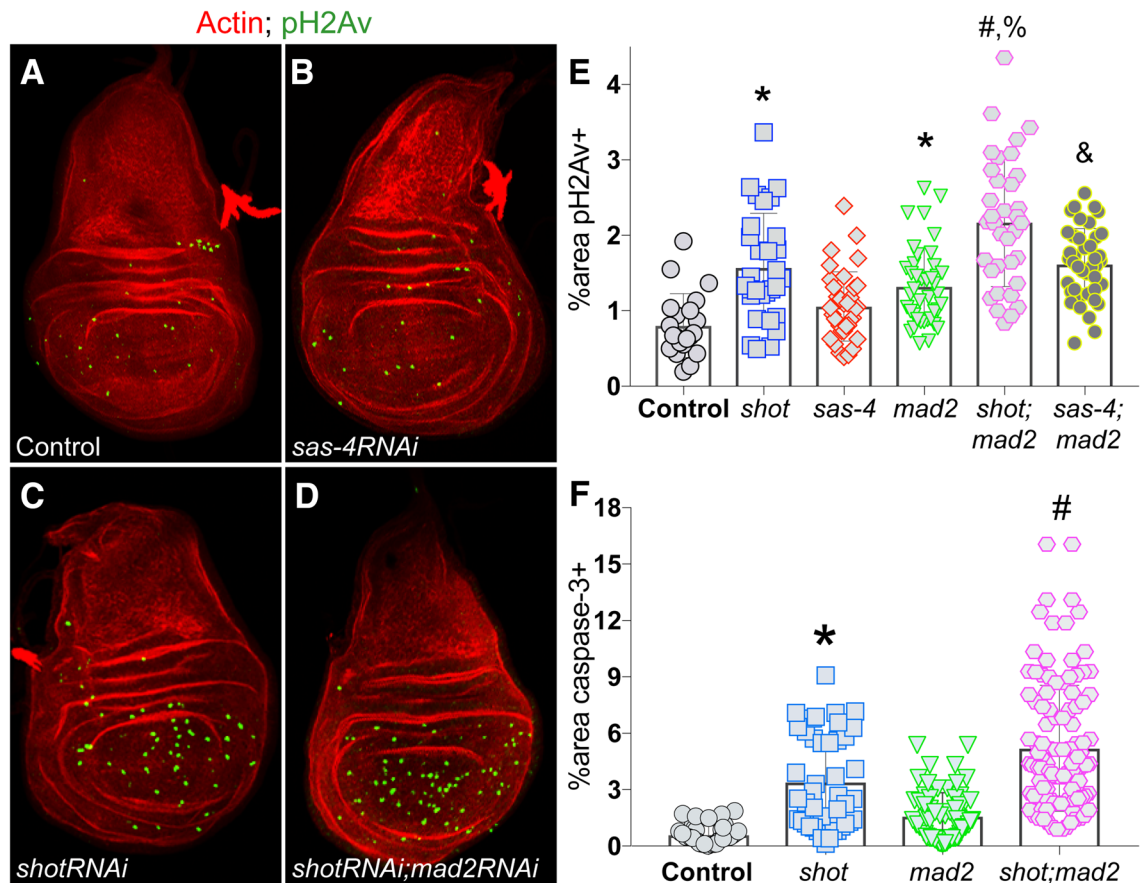 Actin; pH2Av
A
Control
B
sas-4RNAi
C
shotRNAi
D
shotRNAi;mad2RNAi
E
%area pH2Av+
4
3
2
1
0
*
*
#,%
&
Control shot sas-4 mad2 shot; sas-4;
mad2 mad2
F
%area caspase-3+
18
15
12
9
6
3
0
*
#
Control shot mad2 shot;mad2